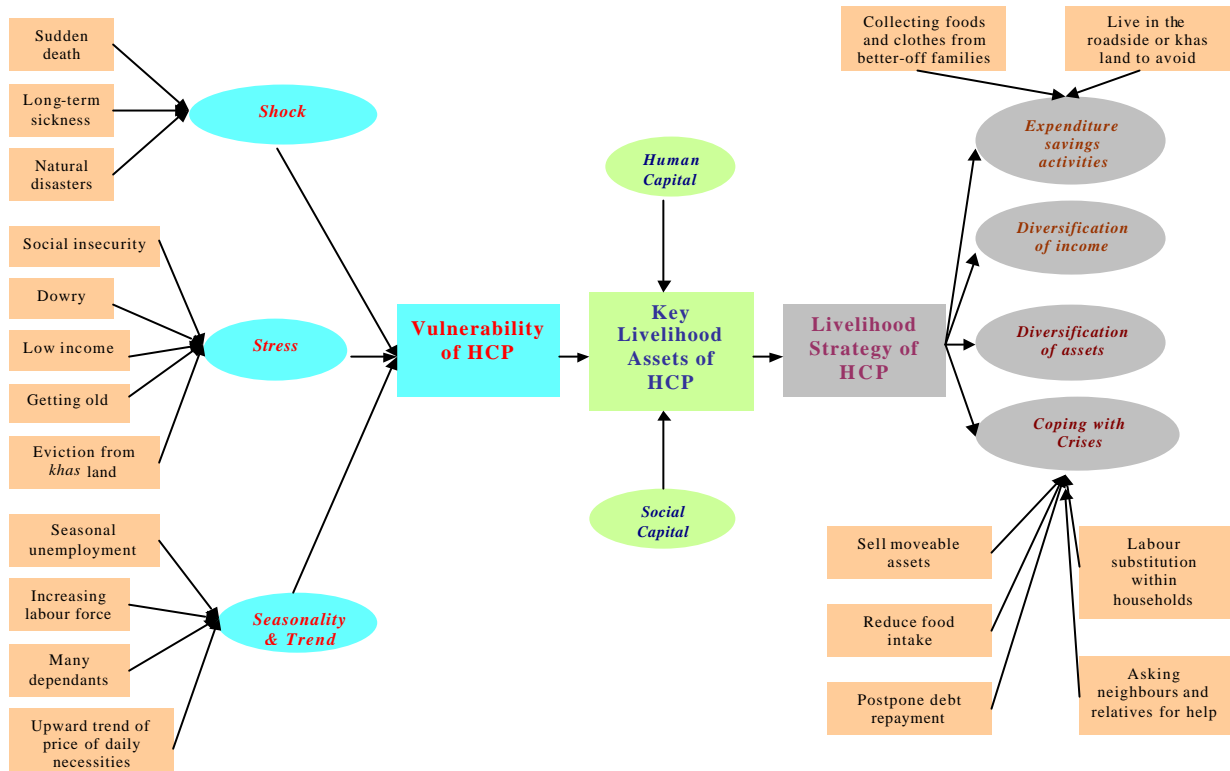 Sudden
death
Long-term
sickness
Natural
disasters
Shock
Social insecurity
Dowry
Low income
Getting old
Eviction from
khas land
Stress
Seasonal
unemployment
Increasing
labour force
Many
dependants
Upward trend of
price of daily
necessities
Seasonality
& Trend
Vulnerability
of HCP
Human
Capital
Key
Livelihood
Assets of
HCP
Social
Capital
Livelihood
Strategy of
HCP
Collecting foods
and clothes from
better-off families
Live in the
roadside or khas
land to avoid
Expenditure
savings
activities
Diversification
of income
Diversification
of assets
Coping with
Crises
Sell moveable
assets
Reduce food
intake
Postpone debt
repayment
Labour
substitution
within
households
Asking
neighbours and
relatives for help